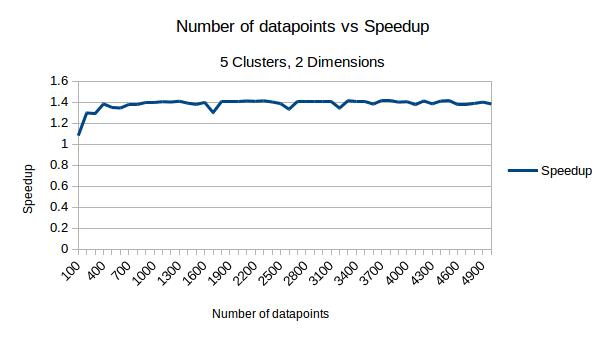 Number of datapoints vs Speedup
5 Clusters, 2 Dimensions
1.6
1.4
1.2
1
0.8
0.6
0.4
0.2
0
Speedup
Speedup
100 400 700 1000 1300 1600 1900 2200 2500 2800 3100 3400 3700 4000 4300 4600 4900
Number of datapoints